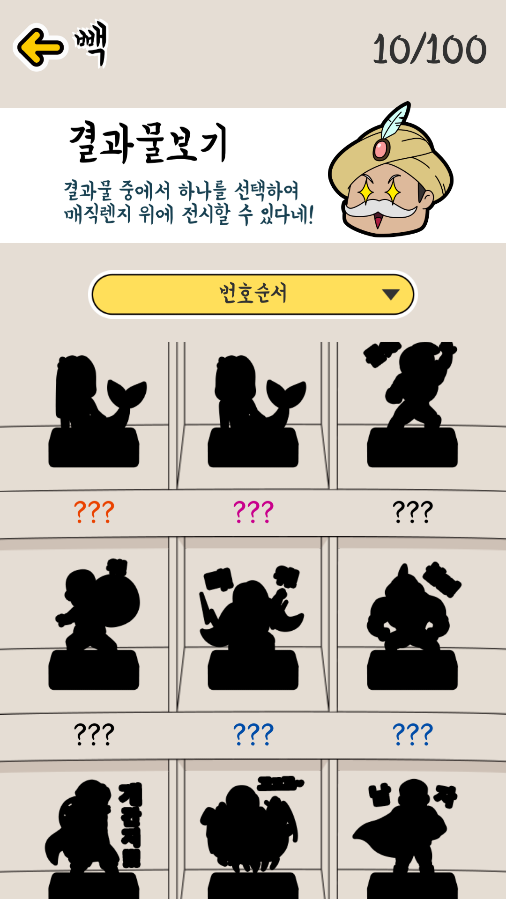 빽
10/100
결과물보기
결과물 중에서 하나를 선택하여
매직렌지 위에 전시할 수 있다네!
번호순서
??? ??? ???
??? ??? ???
남 자